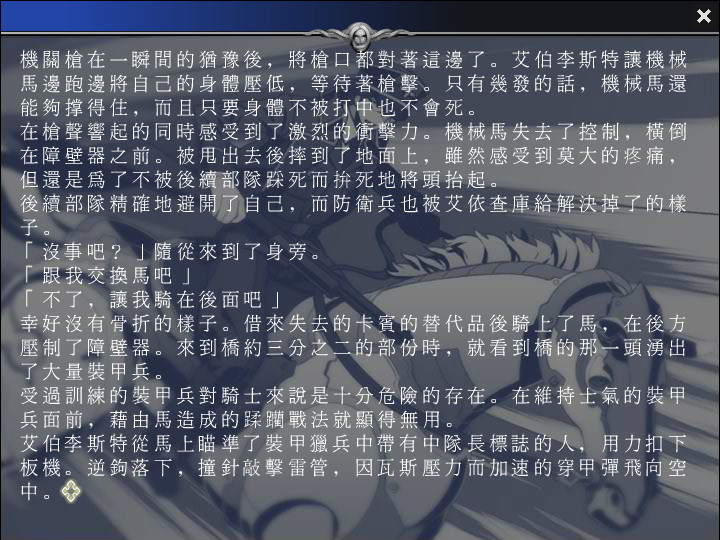 機關槍在一瞬間的猶豫後，將槍口都對著這邊了。艾伯李斯特讓機械
馬邊跑邊將自己的身體壓低，等待著槍擊。只有幾發的話，機械馬還
能夠撐得住，而且只要身體不被打中也不會死。
在槍聲響起的同時感受到了激烈的衝擊力。機械馬失去了控制，橫倒
在障壁器之前。被甩出去後摔到了地面上，雖然感受到莫大的疼痛，
但還是爲了不被後續部隊踩死而拚死地將頭抬起。
後續部隊精確地避開了自己，而防衛兵也被艾依查庫給解決掉了的樣
子。
「沒事吧？」隨從來到了身旁。
「跟我交換馬吧」
「不了，讓我騎在後面吧」
幸好沒有骨折的樣子。借來失去的卡賓的替代品後騎上了馬，在後方
壓制了障壁器。來到橋約三分之二的部份時，就看到橋的那一頭湧出
了大量裝甲兵。
受過訓練的裝甲兵對騎士來說是十分危險的存在。在維持士氣的裝甲
兵面前，藉由馬造成的蹂躪戰法就顯得無用。
艾伯李斯特從馬上瞄準了裝甲獵兵中帶有中隊長標誌的人，用力扣下
板機。逆鉤落下，撞針敲擊雷管，因瓦斯壓力而加速的穿甲彈飛向空
中。